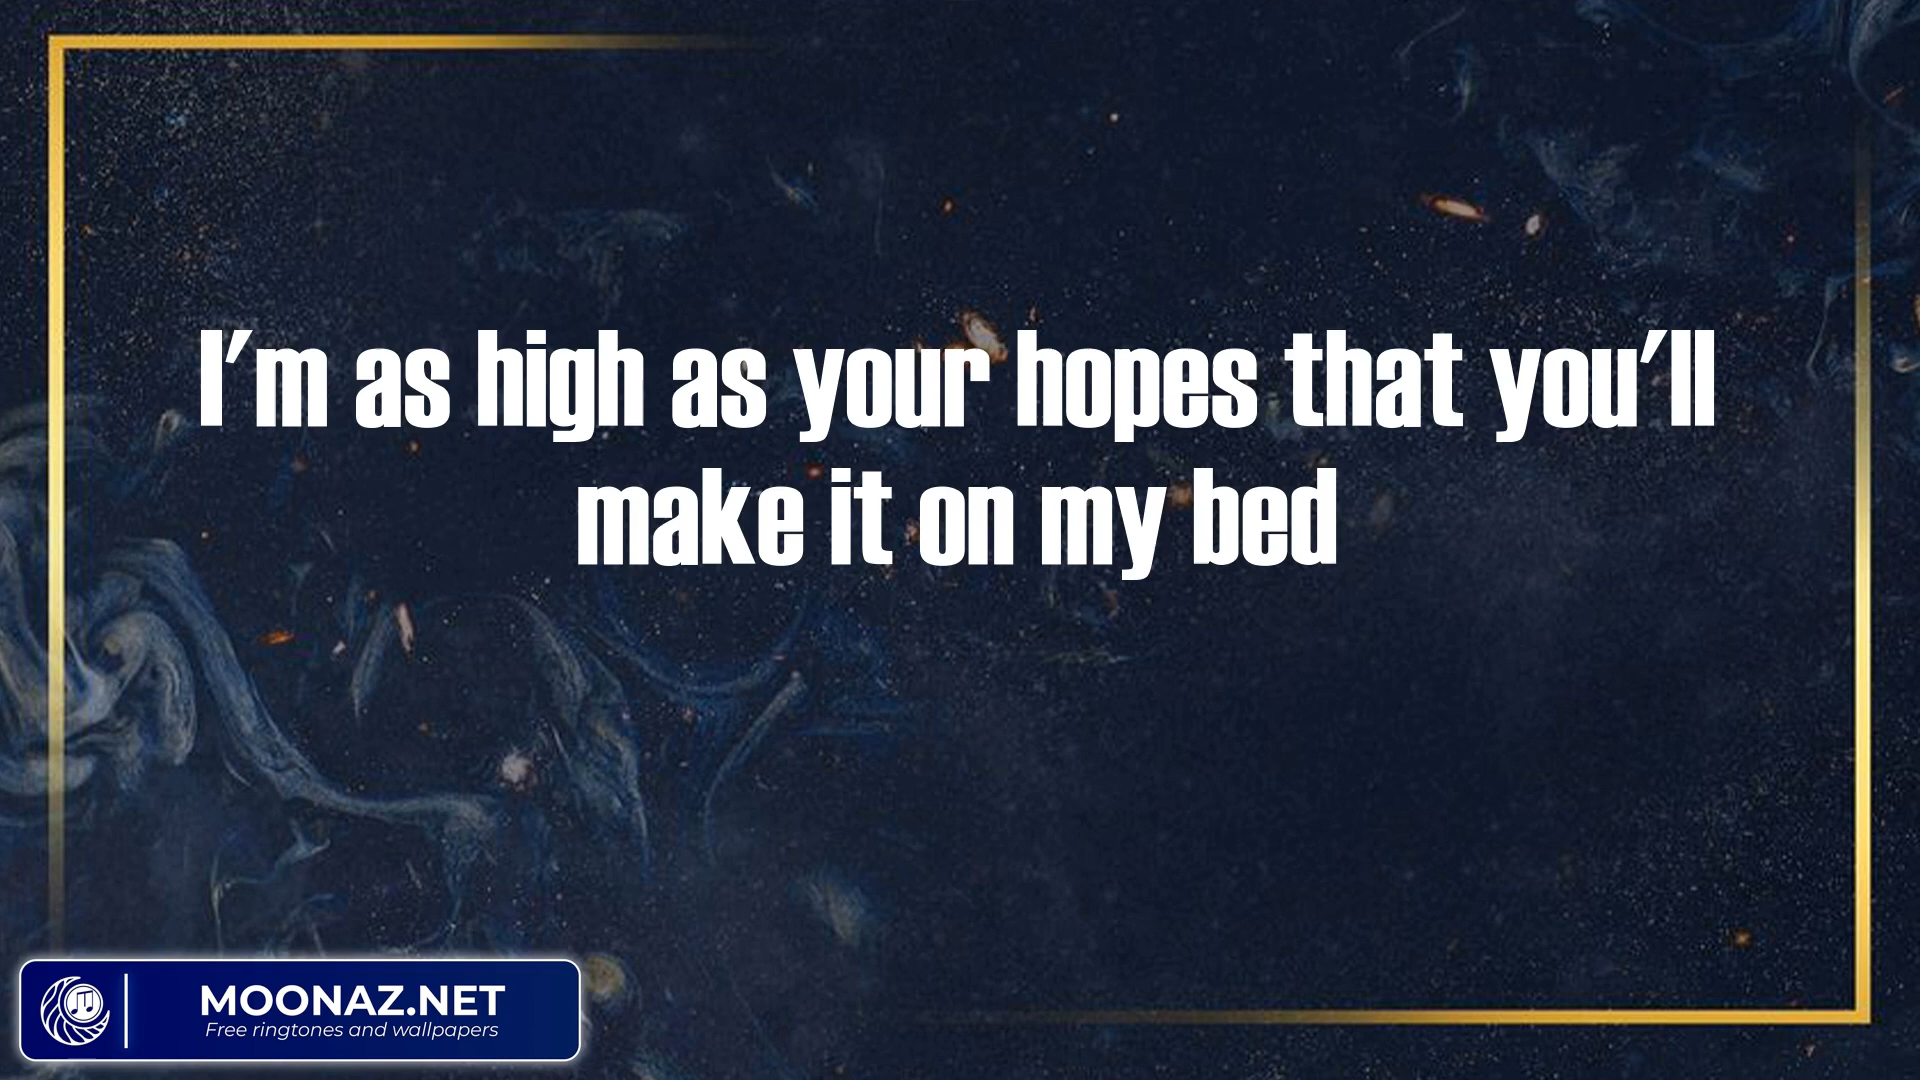 I'm as high as your hopes that you'll
make it on my bed
MOONAZ.NET
Free ringtones and wallpapers